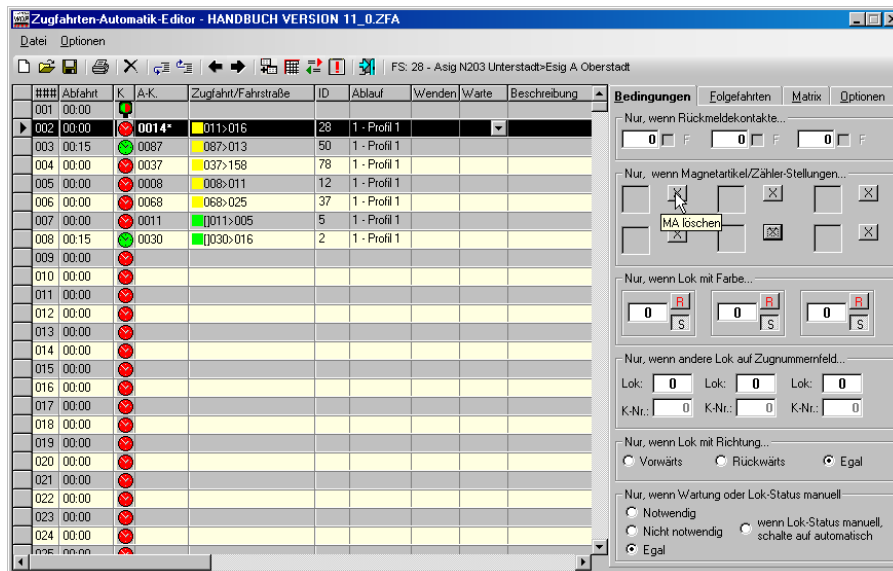 Zugfahrten-Automatik-Editor - HANDBUCH VERSION 11_0.ZFA
Datei Optionen
FS: 28 - Asig N203 Unterstadt>Esig A Oberstadt
### Abfahrt K A.-K. Zugfahrt/Fahrstraße ID Ablauf Wenden Warte Beschreibung
001 00:00
002 00:00 0014* 011>016 28 1 - Profil 1
003 00:15 0087 087>013 50 1 - Profil 1
004 00:00 0037 037>158 78 1 - Profil 1
005 00:00 0008 008>011 12 1 - Profil 1
006 00:00 0068 068>025 37 1 - Profil 1
007 00:00 0011 []011>005 5 1 - Profil 1
008 00:15 0030 []030>016 2 1 - Profil 1
009 00:00
010 00:00
011 00:00
012 00:00
013 00:00
014 00:00
015 00:00
016 00:00
017 00:00
018 00:00
019 00:00
020 00:00
021 00:00
022 00:00
023 00:00
024 00:00
025 00:00
Bedingungen Folgefahrten Matrix Optionen
Nur, wenn Rückmeldekontakte...
0 F 0 F 0 F
Nur, wenn Magnetartikel/Zähler-Stellungen...
X X X
MA löschen
X X X
Nur, wenn Lok mit Farbe...
0 R S 0 R S 0 R S
Nur, wenn andere Lok auf Zugnummernfeld...
Lok: 0 Lok: 0 Lok: 0
K-Nr.: 0 K-Nr.: 0 K-Nr.: 0
Nur, wenn Lok mit Richtung...
Vorwärts Rückwärts Egal
Nur, wenn Wartung oder Lok-Status manuell
Notwendig
Nicht notwendig
Egal
wenn Lok-Status manuell,
schalte auf automatisch